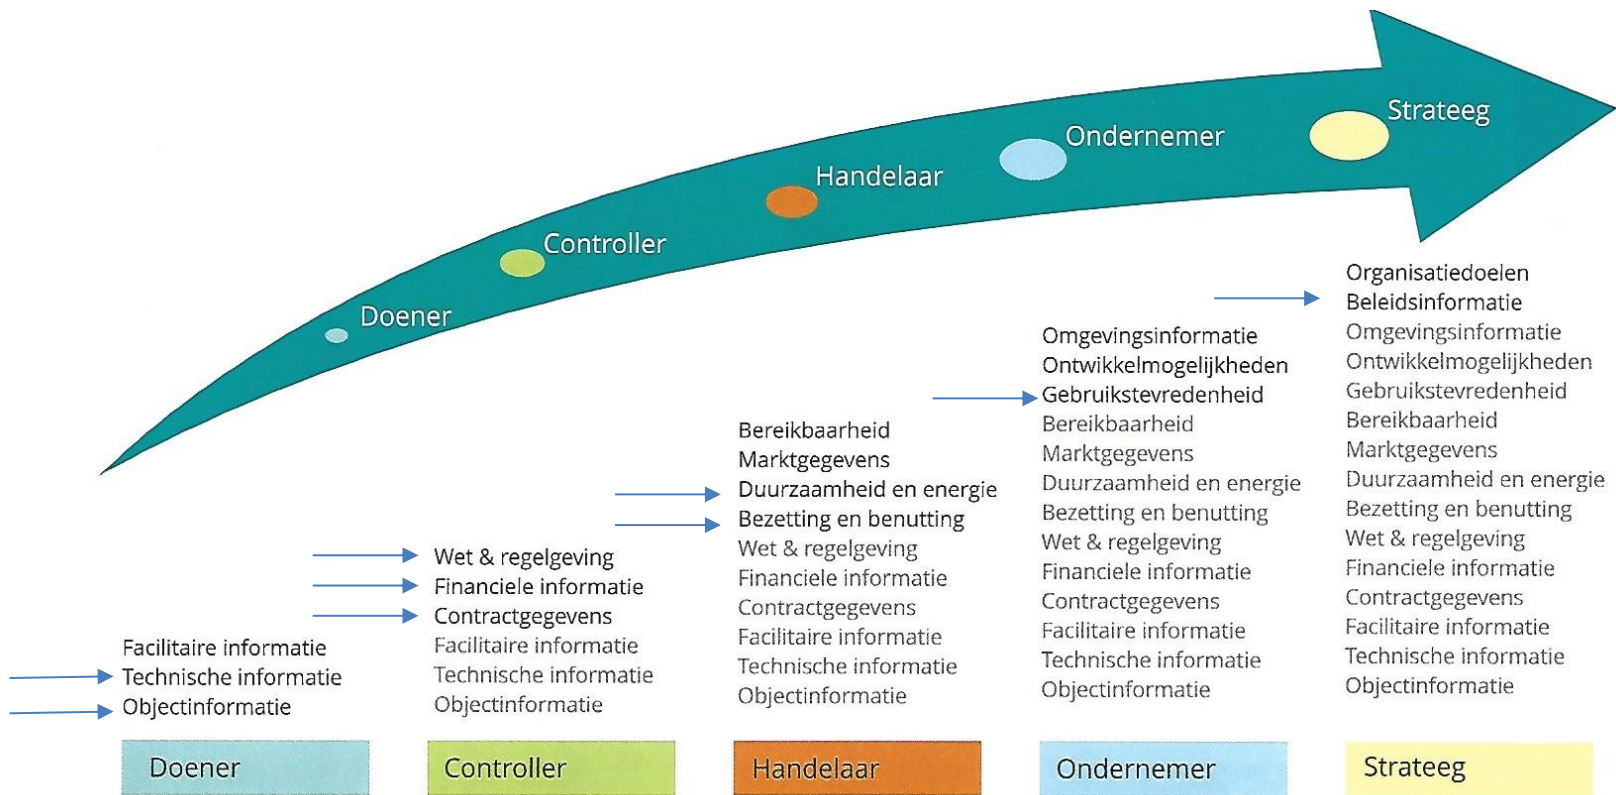 Strateeg
Ondernemer
Handelaar
Controller
Doener
Facilitaire informatie
Technische informatie
Objectinformatie
Doener
Wet & regelgeving
Financiele informatie
Contractgegevens
Facilitaire informatie
Technische informatie
Objectinformatie
Controller
Bereikbaarheid
Marktgegevens
Duurzaamheid en energie
Bezetting en benutting
Wet & regelgeving
Financiele informatie
Contractgegevens
Facilitaire informatie
Technische informatie
Objectinformatie
Handelaar
Omgevingsinformatie
Ontwikkelmogelijkheden
Gebruikstevredenheid
Bereikbaarheid
Marktgegevens
Duurzaamheid en energie
Bezetting en benutting
Wet & regelgeving
Financiele informatie
Contractgegevens
Facilitaire informatie
Technische informatie
Objectinformatie
Ondernemer
Organisatiedoelen
Beleidsinformatie
Omgevingsinformatie
Ontwikkelmogelijkheden
Gebruikstevredenheid
Bereikbaarheid
Marktgegevens
Duurzaamheid en energie
Bezetting en benutting
Wet & regelgeving
Financiele informatie
Contractgegevens
Facilitaire informatie
Technische informatie
Objectinformatie
Strateeg